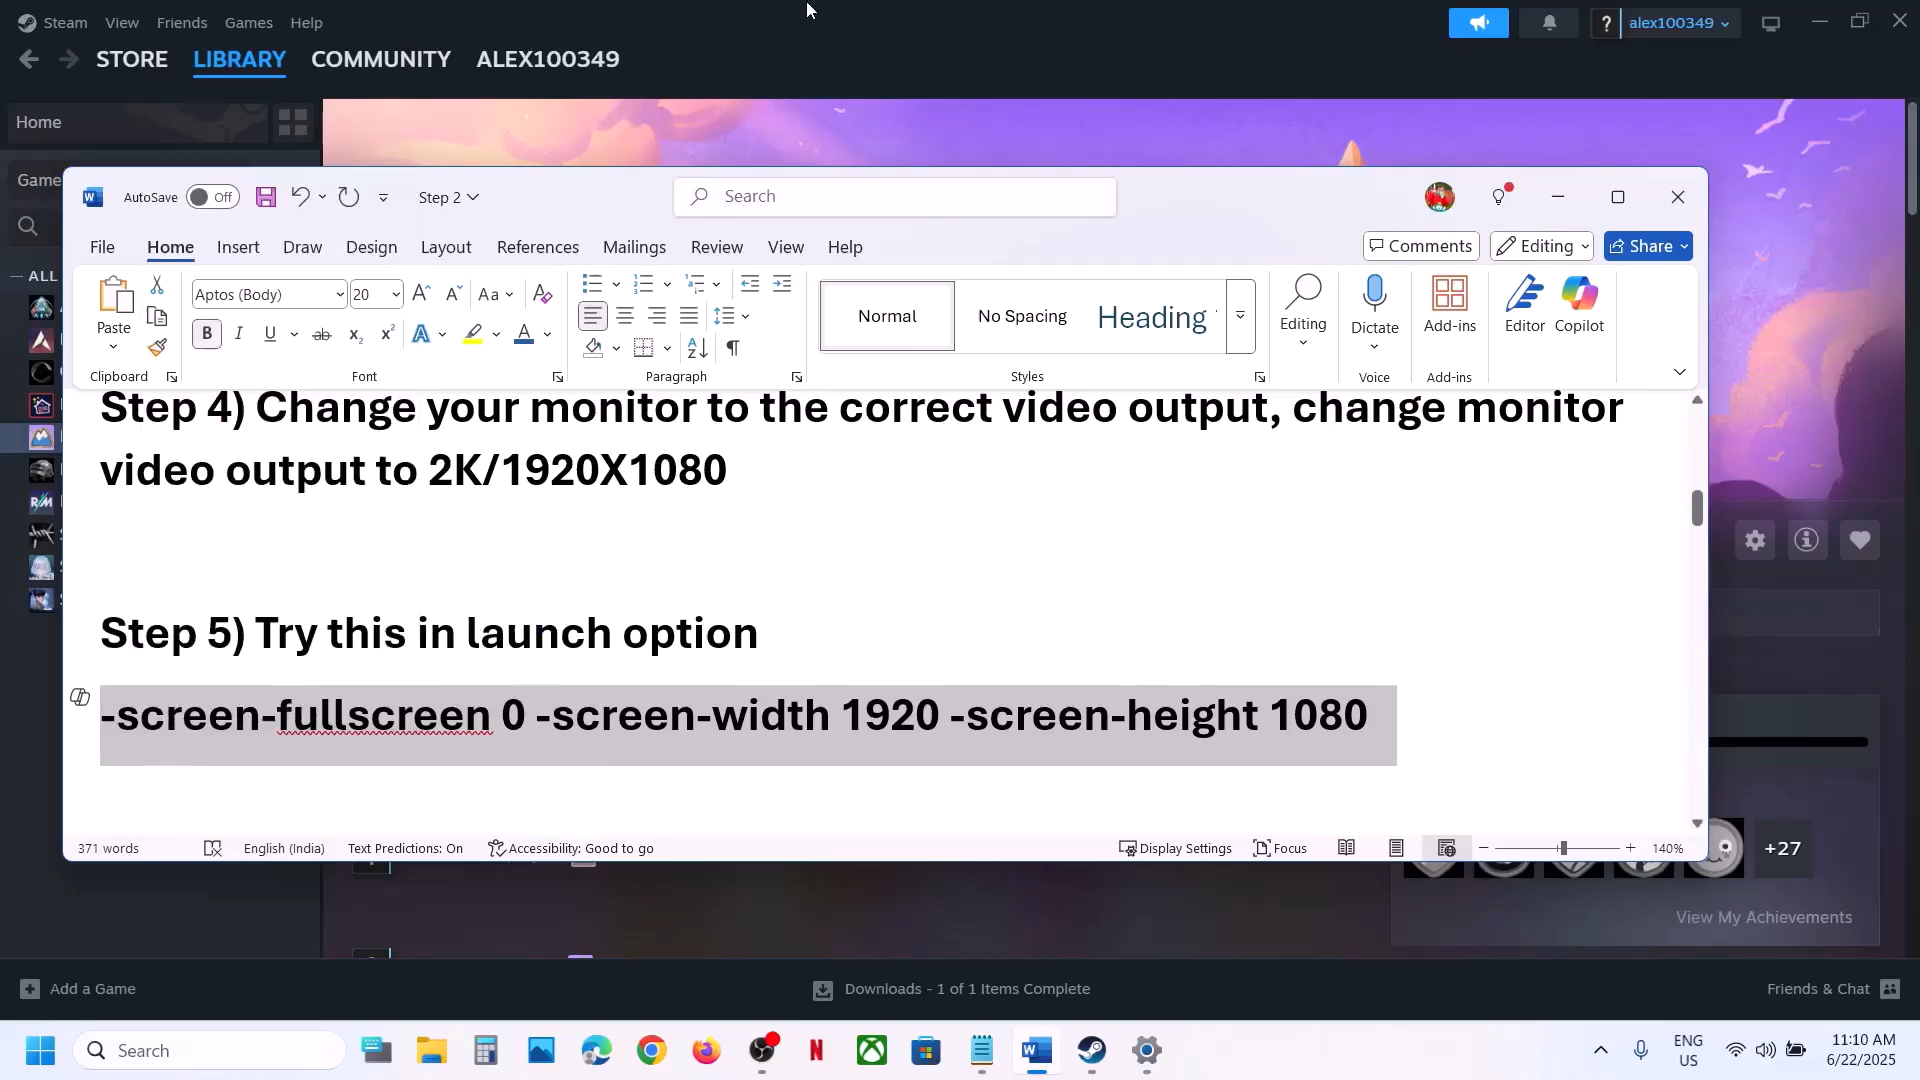 Steam View Friends Games Help
alex100349
STORE LIBRARY COMMUNITY ALEX100349
Home
Game
ALL
AutoSave Off Step 2 Search
File Home Insert Draw Design Layout References Mailings Review View Help Comments Editing Share
Aptos (Body) 20
Paste
Normal No Spacing Heading
Editing Dictate Add-ins Editor Copilot
Clipboard Font Paragraph Styles Voice Add-ins
Step 4) Change your monitor to the correct video output, change monitor
video output to 2K/1920X1080
Step 5) Try this in launch option
-screen-fullscreen 0 -screen-width 1920 -screen-height 1080
371 words English (India) Text Predictions: On Accessibility: Good to go Display Settings Focus 140%
+27
View My Achievements
Add a Game Downloads - 1 of 1 Items Complete Friends & Chat
Search
ENG
US
11:10 AM
6/22/2025